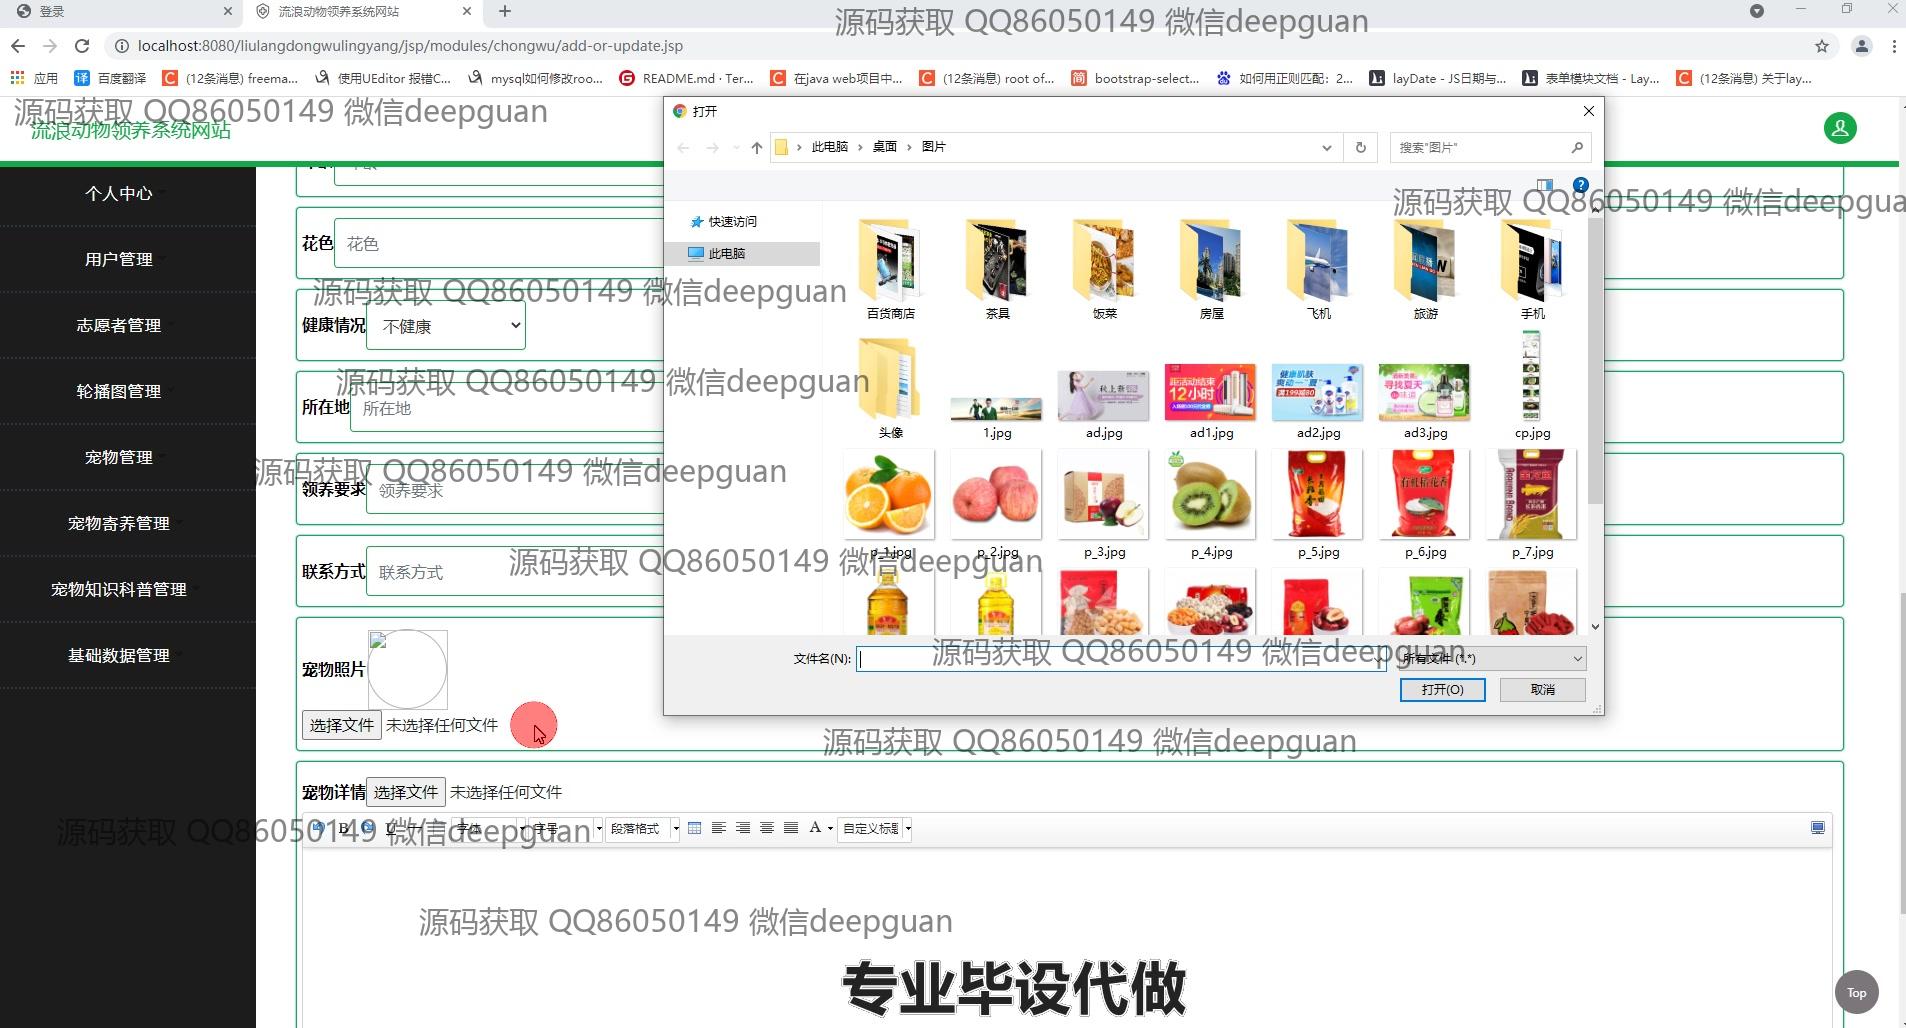 登录
流浪动物领养系统网站
源码获取 QQ86050149 微信deepguan
localhost:8080/liulangdongwulingyang/jsp/modules/chongwu/add-or-update.jsp
应用
百度翻译
(12条消息) freema...
使用UEditor 报错C...
mysql如何修改roo...
README.md · Ter...
在java web项目中...
(12条消息) root of...
bootstrap-select...
如何用正则匹配：2...
layDate - JS日期与...
表单模块文档 - Lay...
(12条消息) 关于lay...
源码获取 QQ86050149 微信deepguan
流浪动物领养系统网站
打开
此电脑 › 桌面 › 图片
搜索"图片"
源码获取 QQ86050149 微信deepgua
快速访问
此电脑
百货商店
茶具
饭菜
房屋
飞机
旅游
手机
头像
1.jpg
ad.jpg
ad1.jpg
ad2.jpg
ad3.jpg
cp.jpg
p_1.jpg
p_2.jpg
p_3.jpg
p_4.jpg
p_5.jpg
p_6.jpg
p_7.jpg
文件名(N):
所有文件 (*.*)
打开(O)
取消
个人中心
用户管理
志愿者管理
轮播图管理
宠物管理
宠物寄养管理
宠物知识科普管理
基础数据管理
花色 花色
源码获取 QQ86050149 微信deepguan
健康情况 不健康
源码获取 QQ86050149 微信deepguan
所在地 所在地
源码获取 QQ86050149 微信deepguan
领养要求 领养要求
源码获取 QQ86050149 微信deepguan
联系方式 联系方式
源码获取 QQ86050149 微信deepguan
宠物照片
选择文件 未选择任何文件
源码获取 QQ86050149 微信deepguan
宠物详情 选择文件 未选择任何文件
源码获取 QQ86050149 微信deepguan
字体 字号 段落格式 自定义标题
源码获取 QQ86050149 微信deepguan
专业毕设代做
Top